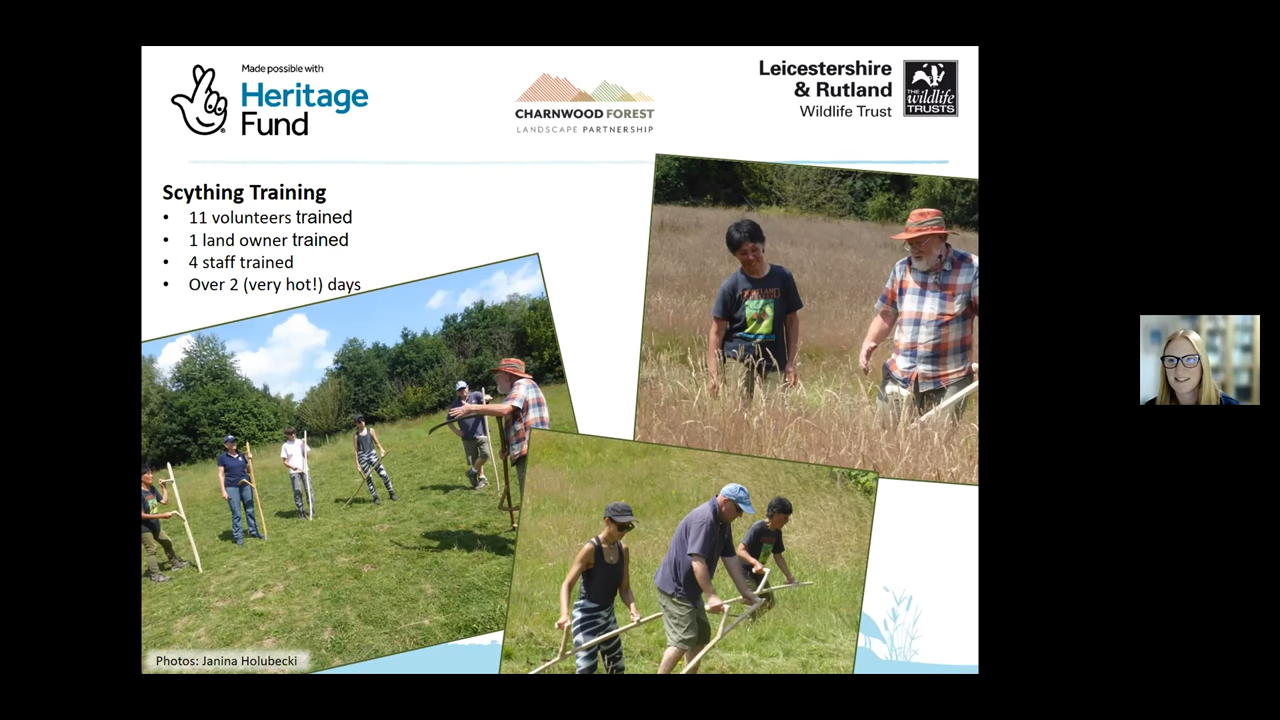 Made possible with
Heritage
Fund
CHARNWOOD FOREST
LANDSCAPE PARTNERSHIP
Leicestershire
& Rutland
Wildlife Trust
THE
wildlife
TRUSTS
Scything Training
• 11 volunteers trained
• 1 land owner trained
• 4 staff trained
• Over 2 (very hot!) days
Photos: Janina Holubecki